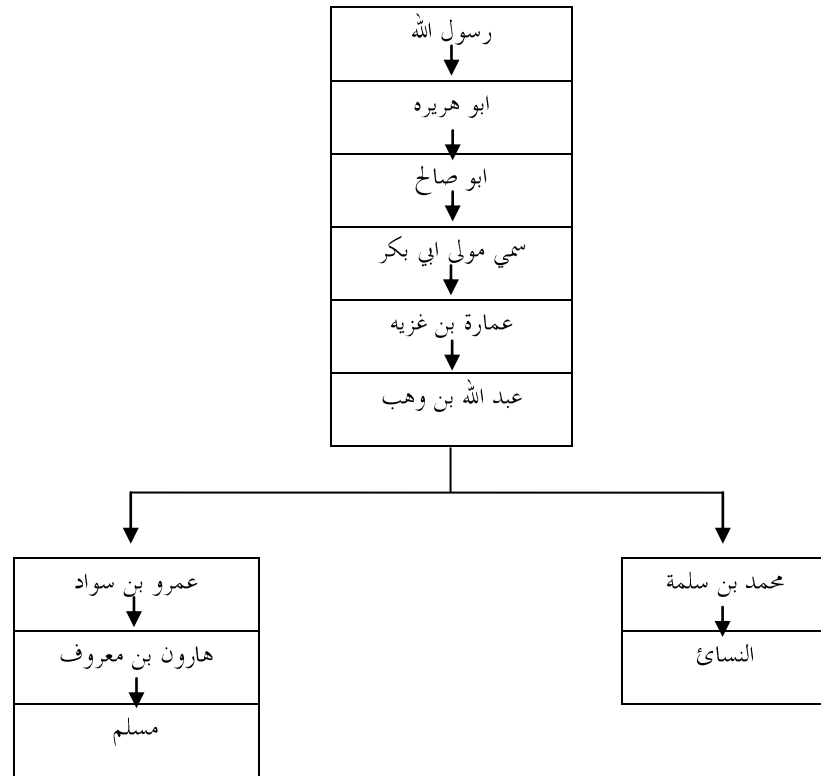 رسول الله
ابو هريره
ابو صالح
سمي مولى ابي بكر
عمارة بن غزيه
عبد الله بن وهب
محمد بن سلمة
النسائ
عمرو بن سواد
هارون بن معروف
مسلم